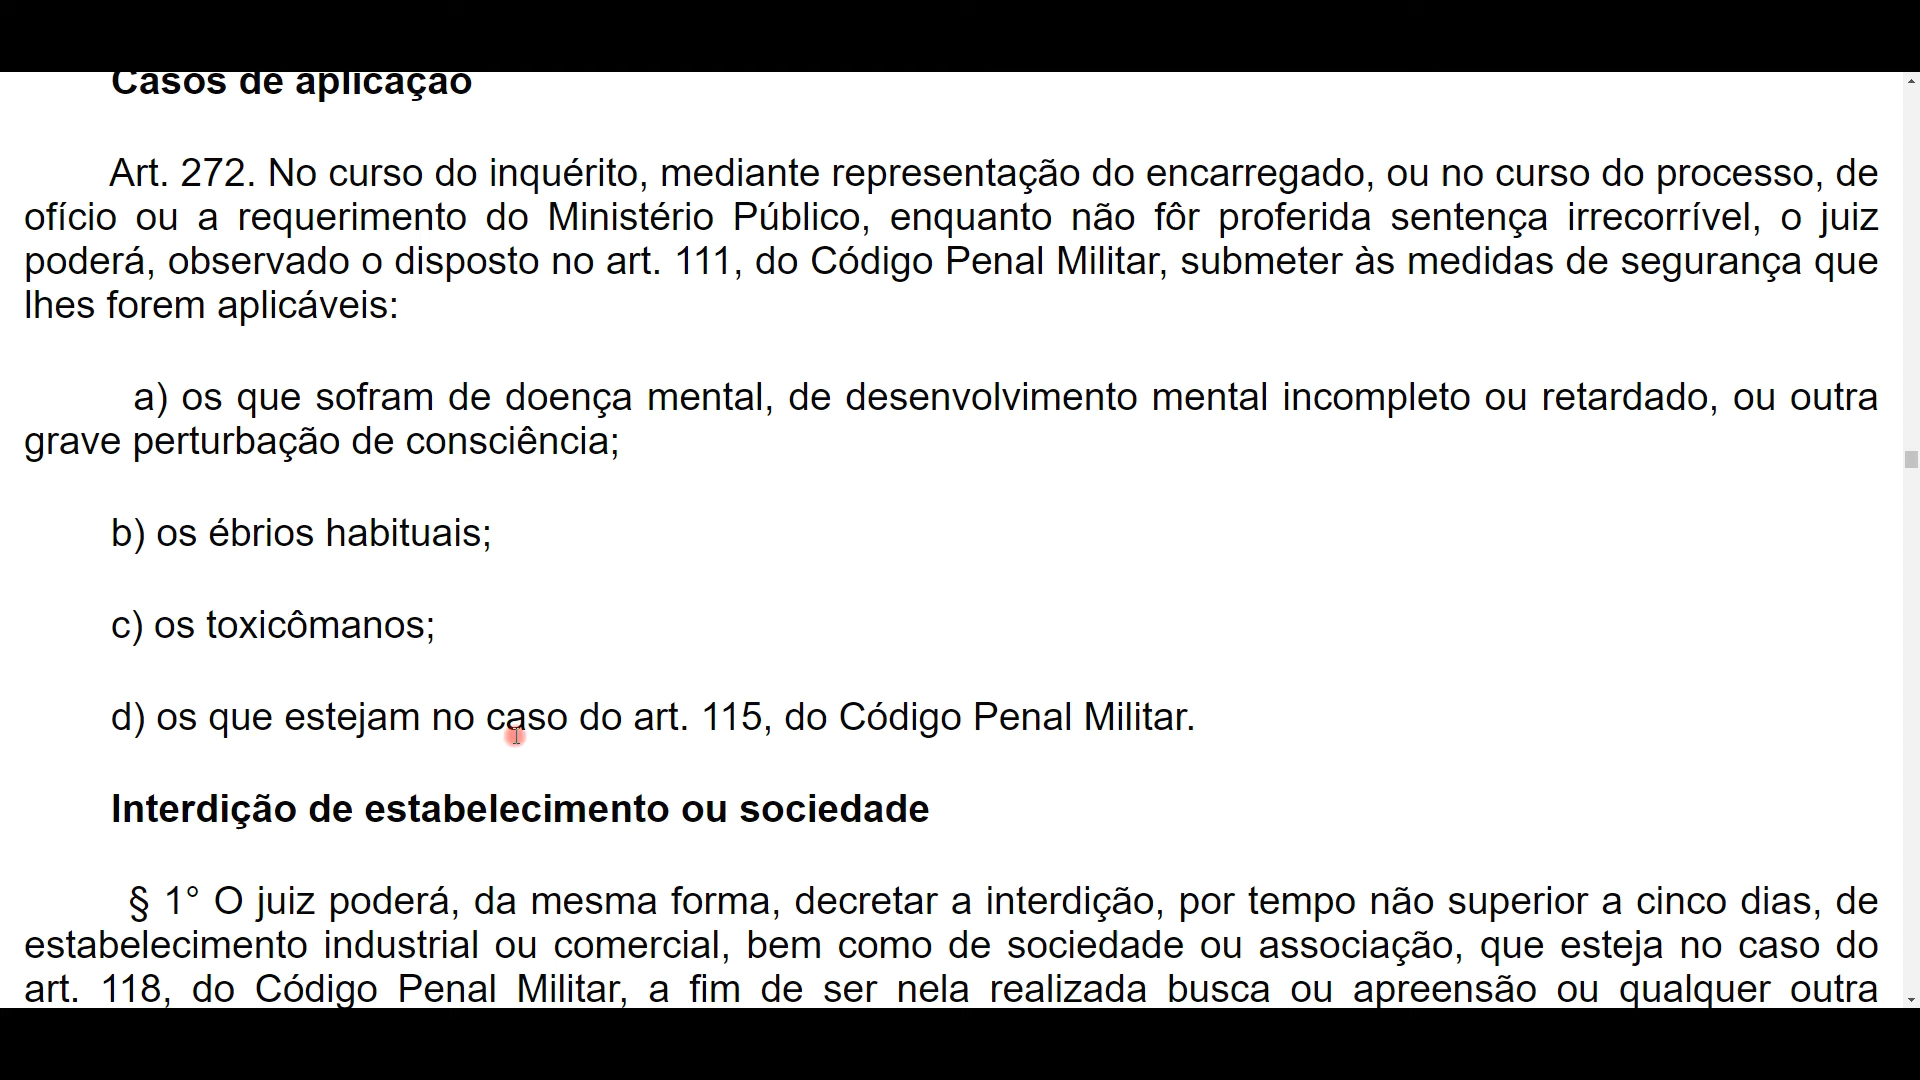 Casos de aplicação
Art. 272. No curso do inquérito, mediante representação do encarregado, ou no curso do processo, de
ofício ou a requerimento do Ministério Público, enquanto não fôr proferida sentença irrecorrível, o juiz
poderá, observado o disposto no art. 111, do Código Penal Militar, submeter às medidas de segurança que
lhes forem aplicáveis:
a) os que sofram de doença mental, de desenvolvimento mental incompleto ou retardado, ou outra
grave perturbação de consciência;
b) os ébrios habituais;
c) os toxicômanos;
d) os que estejam no caso do art. 115, do Código Penal Militar.
Interdição de estabelecimento ou sociedade
§ 1° O juiz poderá, da mesma forma, decretar a interdição, por tempo não superior a cinco dias, de
estabelecimento industrial ou comercial, bem como de sociedade ou associação, que esteja no caso do
art. 118, do Código Penal Militar, a fim de ser nela realizada busca ou apreensão ou qualquer outra